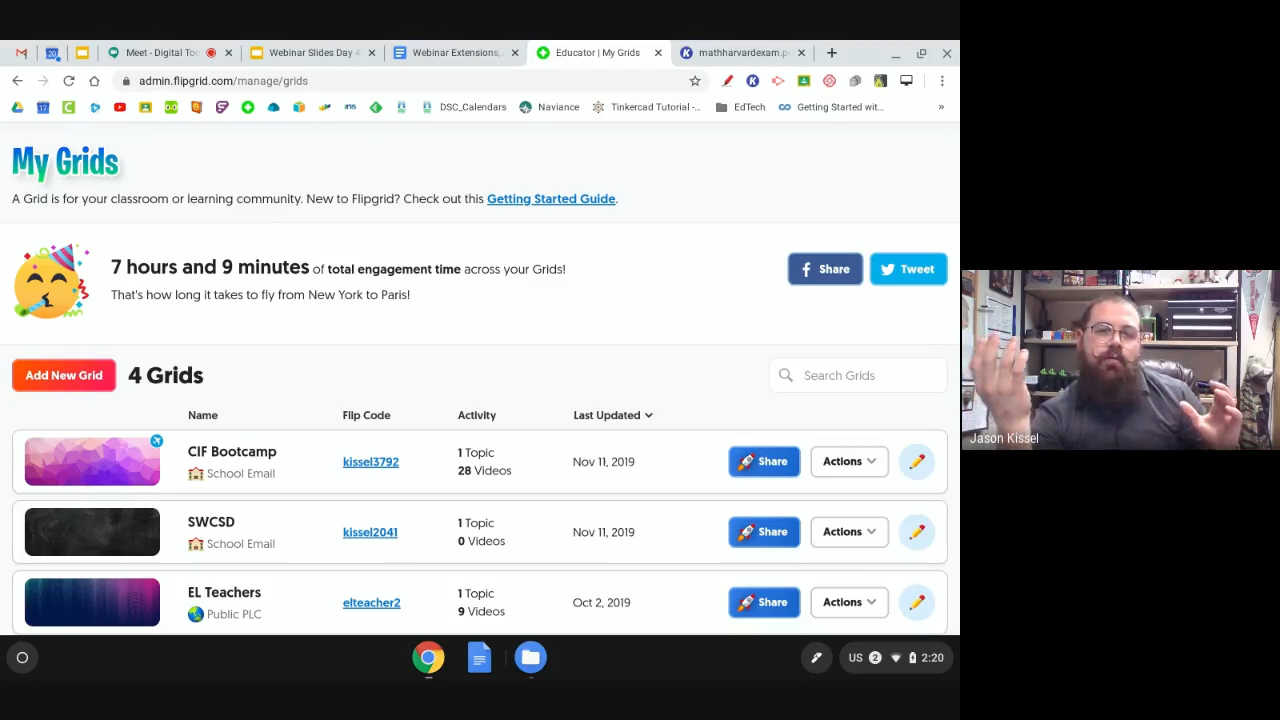 Meet - Digital Too
Webinar Slides Day 4
Webinar Extensions,
Educator | My Grids
mathharvardexam.p
admin.flipgrid.com/manage/grids
DSC_Calendars
Naviance
Tinkercad Tutorial -...
EdTech
Getting Started wit...
»
My Grids
A Grid is for your classroom or learning community. New to Flipgrid? Check out this Getting Started Guide.
7 hours and 9 minutes of total engagement time across your Grids!
That's how long it takes to fly from New York to Paris!
Share
Tweet
Add New Grid
4 Grids
Search Grids
Name Flip Code Activity Last Updated
CIF Bootcamp
School Email
kissel3792
1 Topic
28 Videos
Nov 11, 2019
Share
Actions
SWCSD
School Email
kissel2041
1 Topic
0 Videos
Nov 11, 2019
Share
Actions
EL Teachers
Public PLC
elteacher2
1 Topic
9 Videos
Oct 2, 2019
Share
Actions
US 2 2:20
Jason Kissel